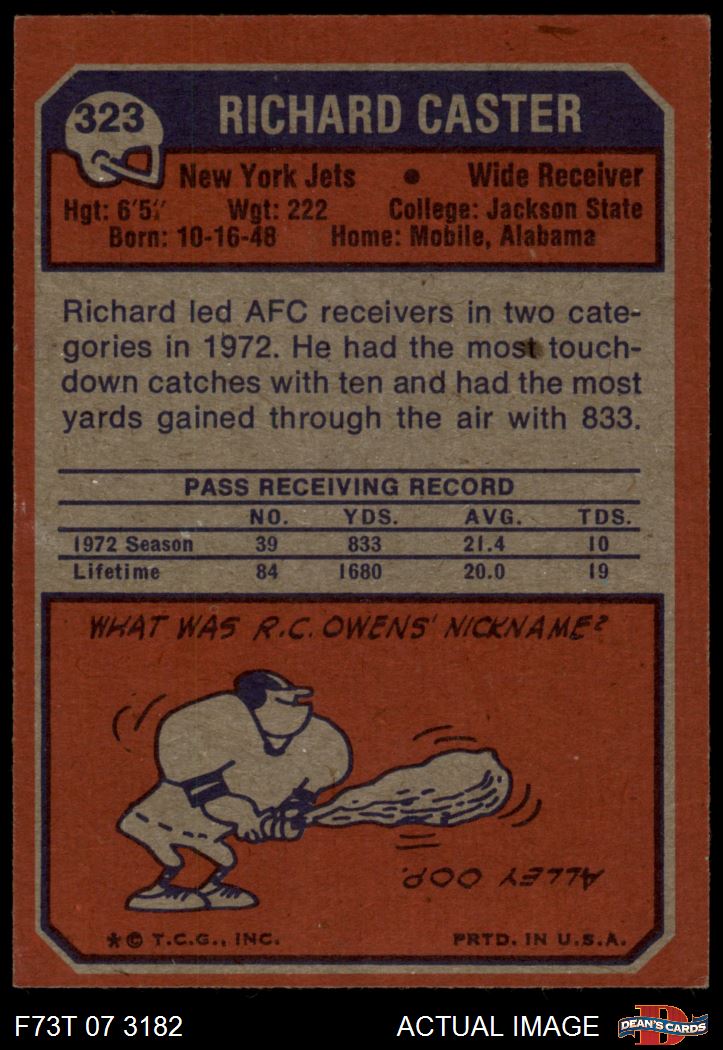 323
RICHARD CASTER
New York Jets • Wide Receiver
Hgt: 6'5" Wgt: 222 College: Jackson State
Born: 10-16-48 Home: Mobile, Alabama
Richard led AFC receivers in two cate-
gories in 1972. He had the most touch-
down catches with ten and had the most
yards gained through the air with 833.
PASS RECEIVING RECORD
NO. YDS. AVG. TDS.
1972 Season 39 833 21.4 10
Lifetime 84 1680 20.0 19
WHAT WAS R.C. OWENS' NICKNAME?
ALLEY OOP.
* © T.C.G., INC. PRTD. IN U.S.A.
F73T 07 3182 ACTUAL IMAGE D DEAN'S CARDS